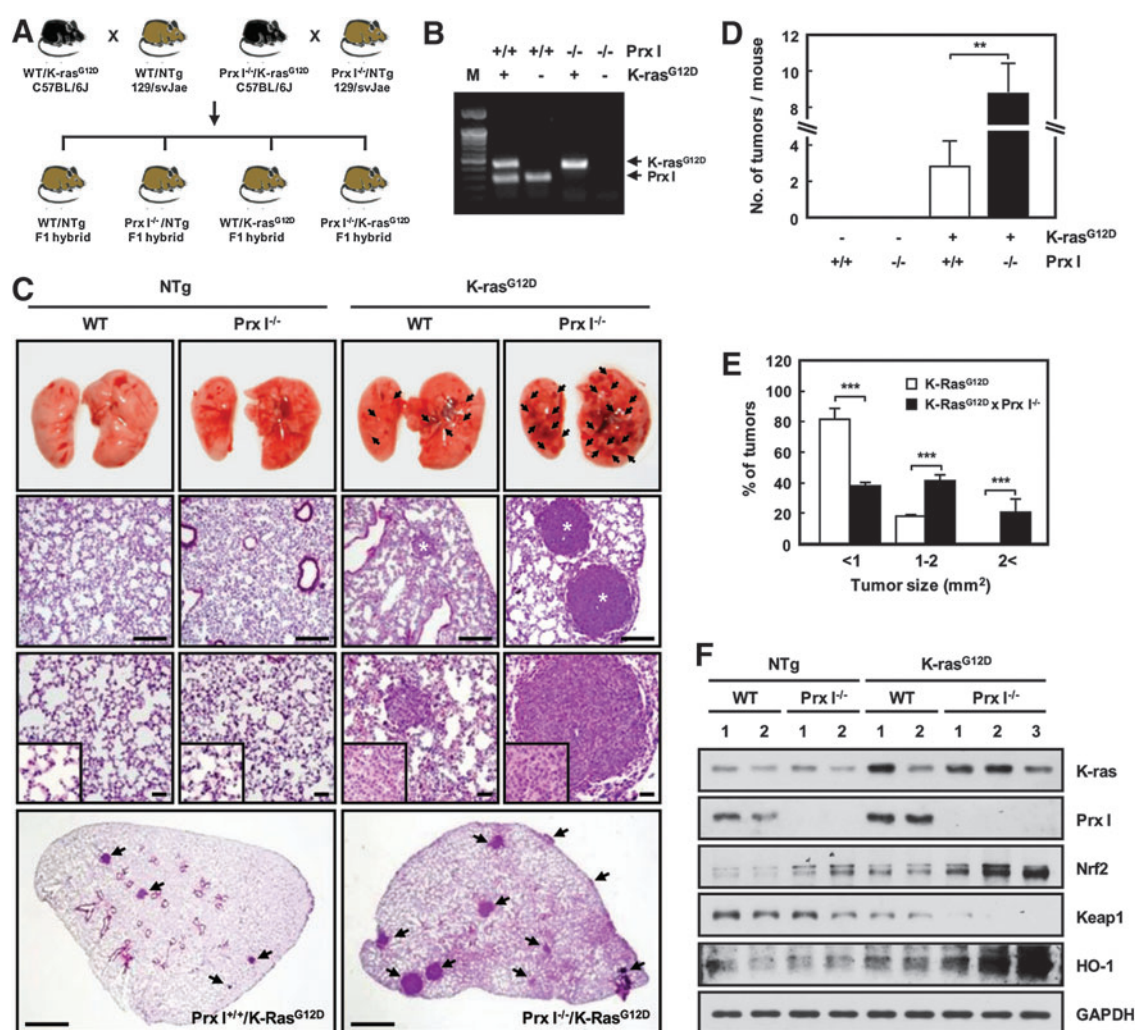 A
x
x
WT/K-ras^G12D
C57BL/6J
WT/NTg
129/svJae
Prx I^-/-/K-ras^G12D
C57BL/6J
Prx I^-/-/NTg
129/svJae
WT/NTg
F1 hybrid
Prx I^-/-/NTg
F1 hybrid
WT/K-ras^G12D
F1 hybrid
Prx I^-/-/K-ras^G12D
F1 hybrid
B
+/+ +/+ -/- -/- Prx I
M + - + - K-ras^G12D
K-ras^G12D
Prx I
C
NTg K-ras^G12D
WT Prx I^-/- WT Prx I^-/-
*
*
*
Prx I^+/+/K-Ras^G12D
Prx I^-/-/K-Ras^G12D
D
No. of tumors / mouse
12
10
8
4
2
0
**
- - + + K-ras^G12D
+/+ -/- +/+ -/- Prx I
E
% of tumors
120
100
80
60
40
20
0
K-Ras^G12D
K-Ras^G12D x Prx I^-/-
***
***
***
<1 1-2 2<
Tumor size (mm²)
F
NTg K-ras^G12D
WT Prx I^-/- WT Prx I^-/-
1 2 1 2 1 2 1 2 3
K-ras
Prx I
Nrf2
Keap1
HO-1
GAPDH